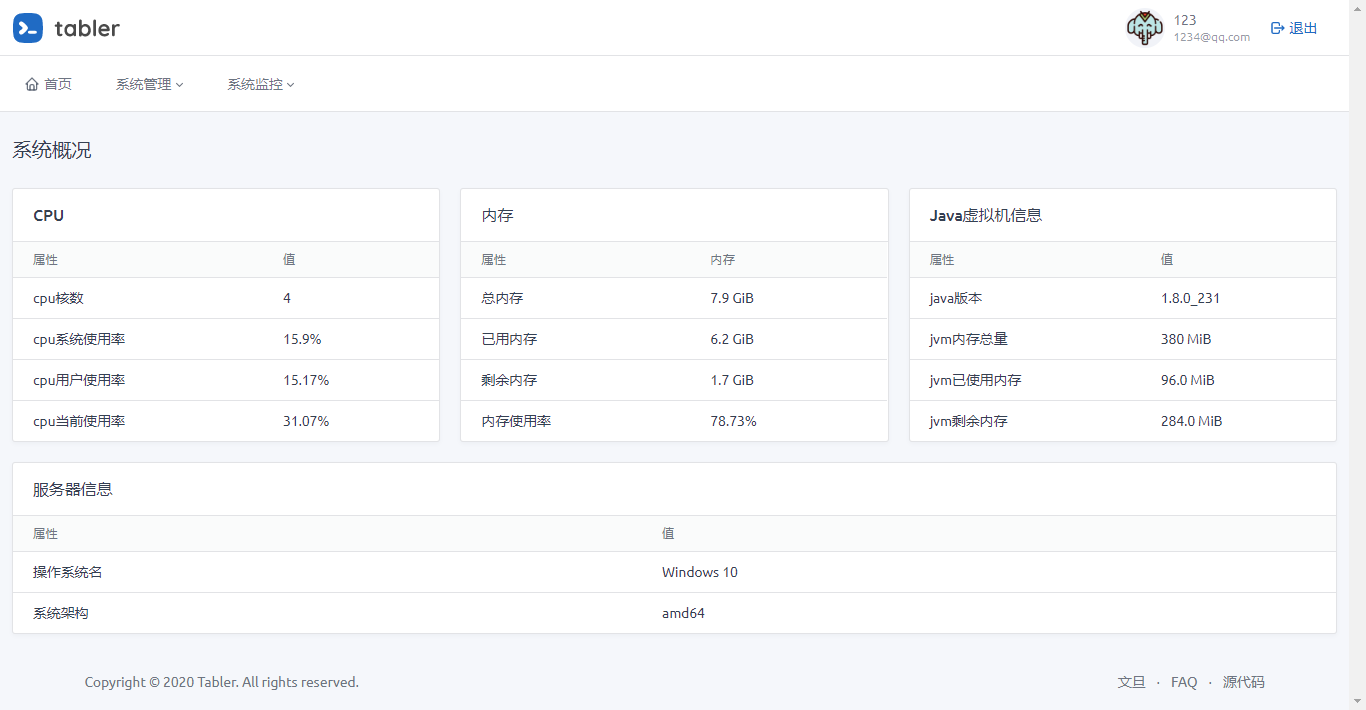 tabler
123
1234@qq.com
退出
首页
系统管理
系统监控
系统概况
CPU
属性 值
cpu核数 4
cpu系统使用率 15.9%
cpu用户使用率 15.17%
cpu当前使用率 31.07%
内存
属性 内存
总内存 7.9 GiB
已用内存 6.2 GiB
剩余内存 1.7 GiB
内存使用率 78.73%
Java虚拟机信息
属性 值
java版本 1.8.0_231
jvm内存总量 380 MiB
jvm已使用内存 96.0 MiB
jvm剩余内存 284.0 MiB
服务器信息
属性 值
操作系统名 Windows 10
系统架构 amd64
Copyright © 2020 Tabler. All rights reserved.
文旦 · FAQ · 源代码